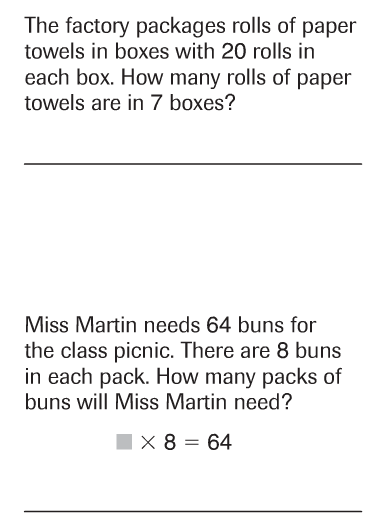 The factory packages rolls of paper
towels in boxes with 20 rolls in
each box. How many rolls of paper
towels are in 7 boxes?
Miss Martin needs 64 buns for
the class picnic. There are 8 buns
in each pack. How many packs of
buns will Miss Martin need?
■ × 8 = 64